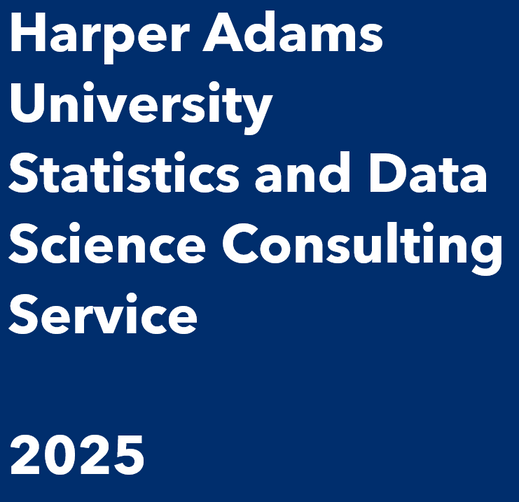 Harper Adams
University
Statistics and Data
Science Consulting
Service
2025